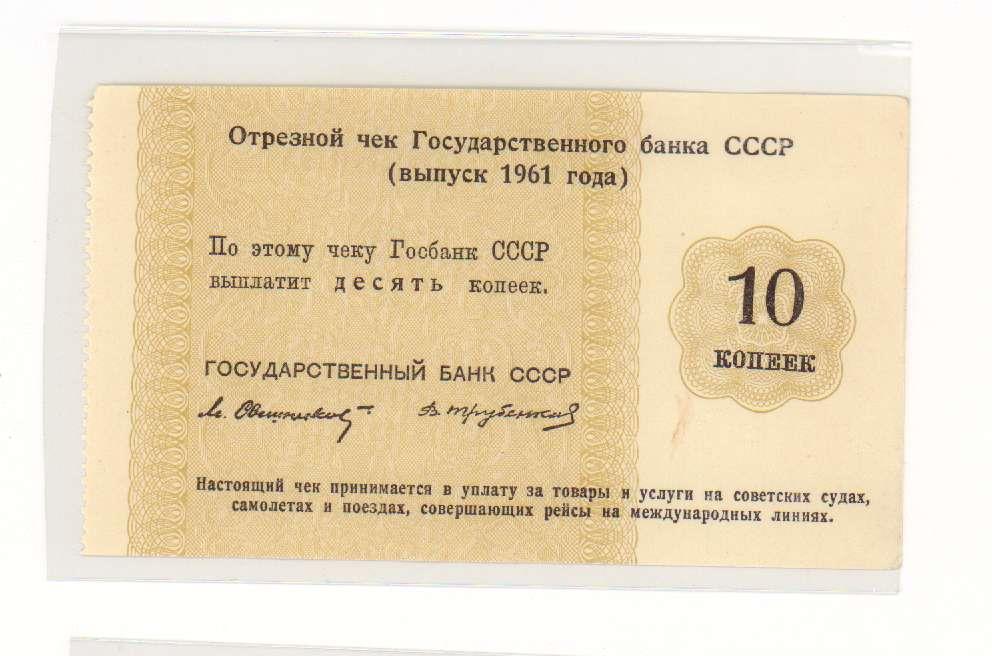 Отрезной чек Государственного банка СССР
(выпуск 1961 года)
По этому чеку Госбанк СССР
выплатит десять копеек.
10
КОПЕЕК
ГОСУДАРСТВЕННЫЙ БАНК СССР
Настоящий чек принимается в уплату за товары и услуги на советских судах,
самолетах и поездах, совершающих рейсы на международных линиях.